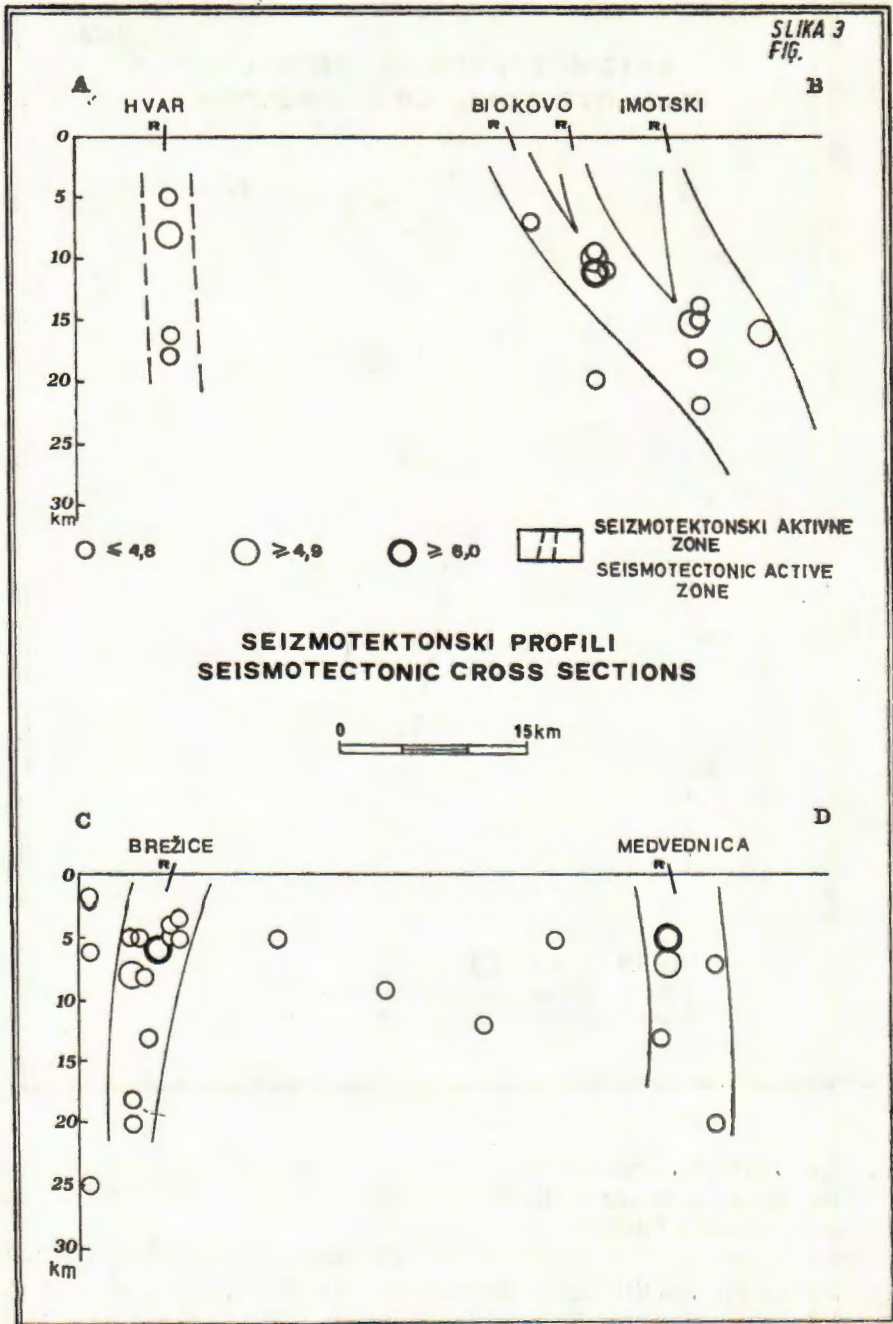 SLIKA 3
FIG.
A B
HVAR BIOKOVO IMOTSKI
R R R R
0
5
10
15
20
25
30
km
≤ 4,8 ≥ 4,9 ≥ 6,0
SEIZMOTEKTONSKI AKTIVNE
ZONE
SEISMOTECTONIC ACTIVE
ZONE
SEIZMOTEKTONSKI PROFILI
SEISMOTECTONIC CROSS SECTIONS
0 15km
C D
BREŽICE MEDVEDNICA
R R
0
5
10
15
20
25
30
km